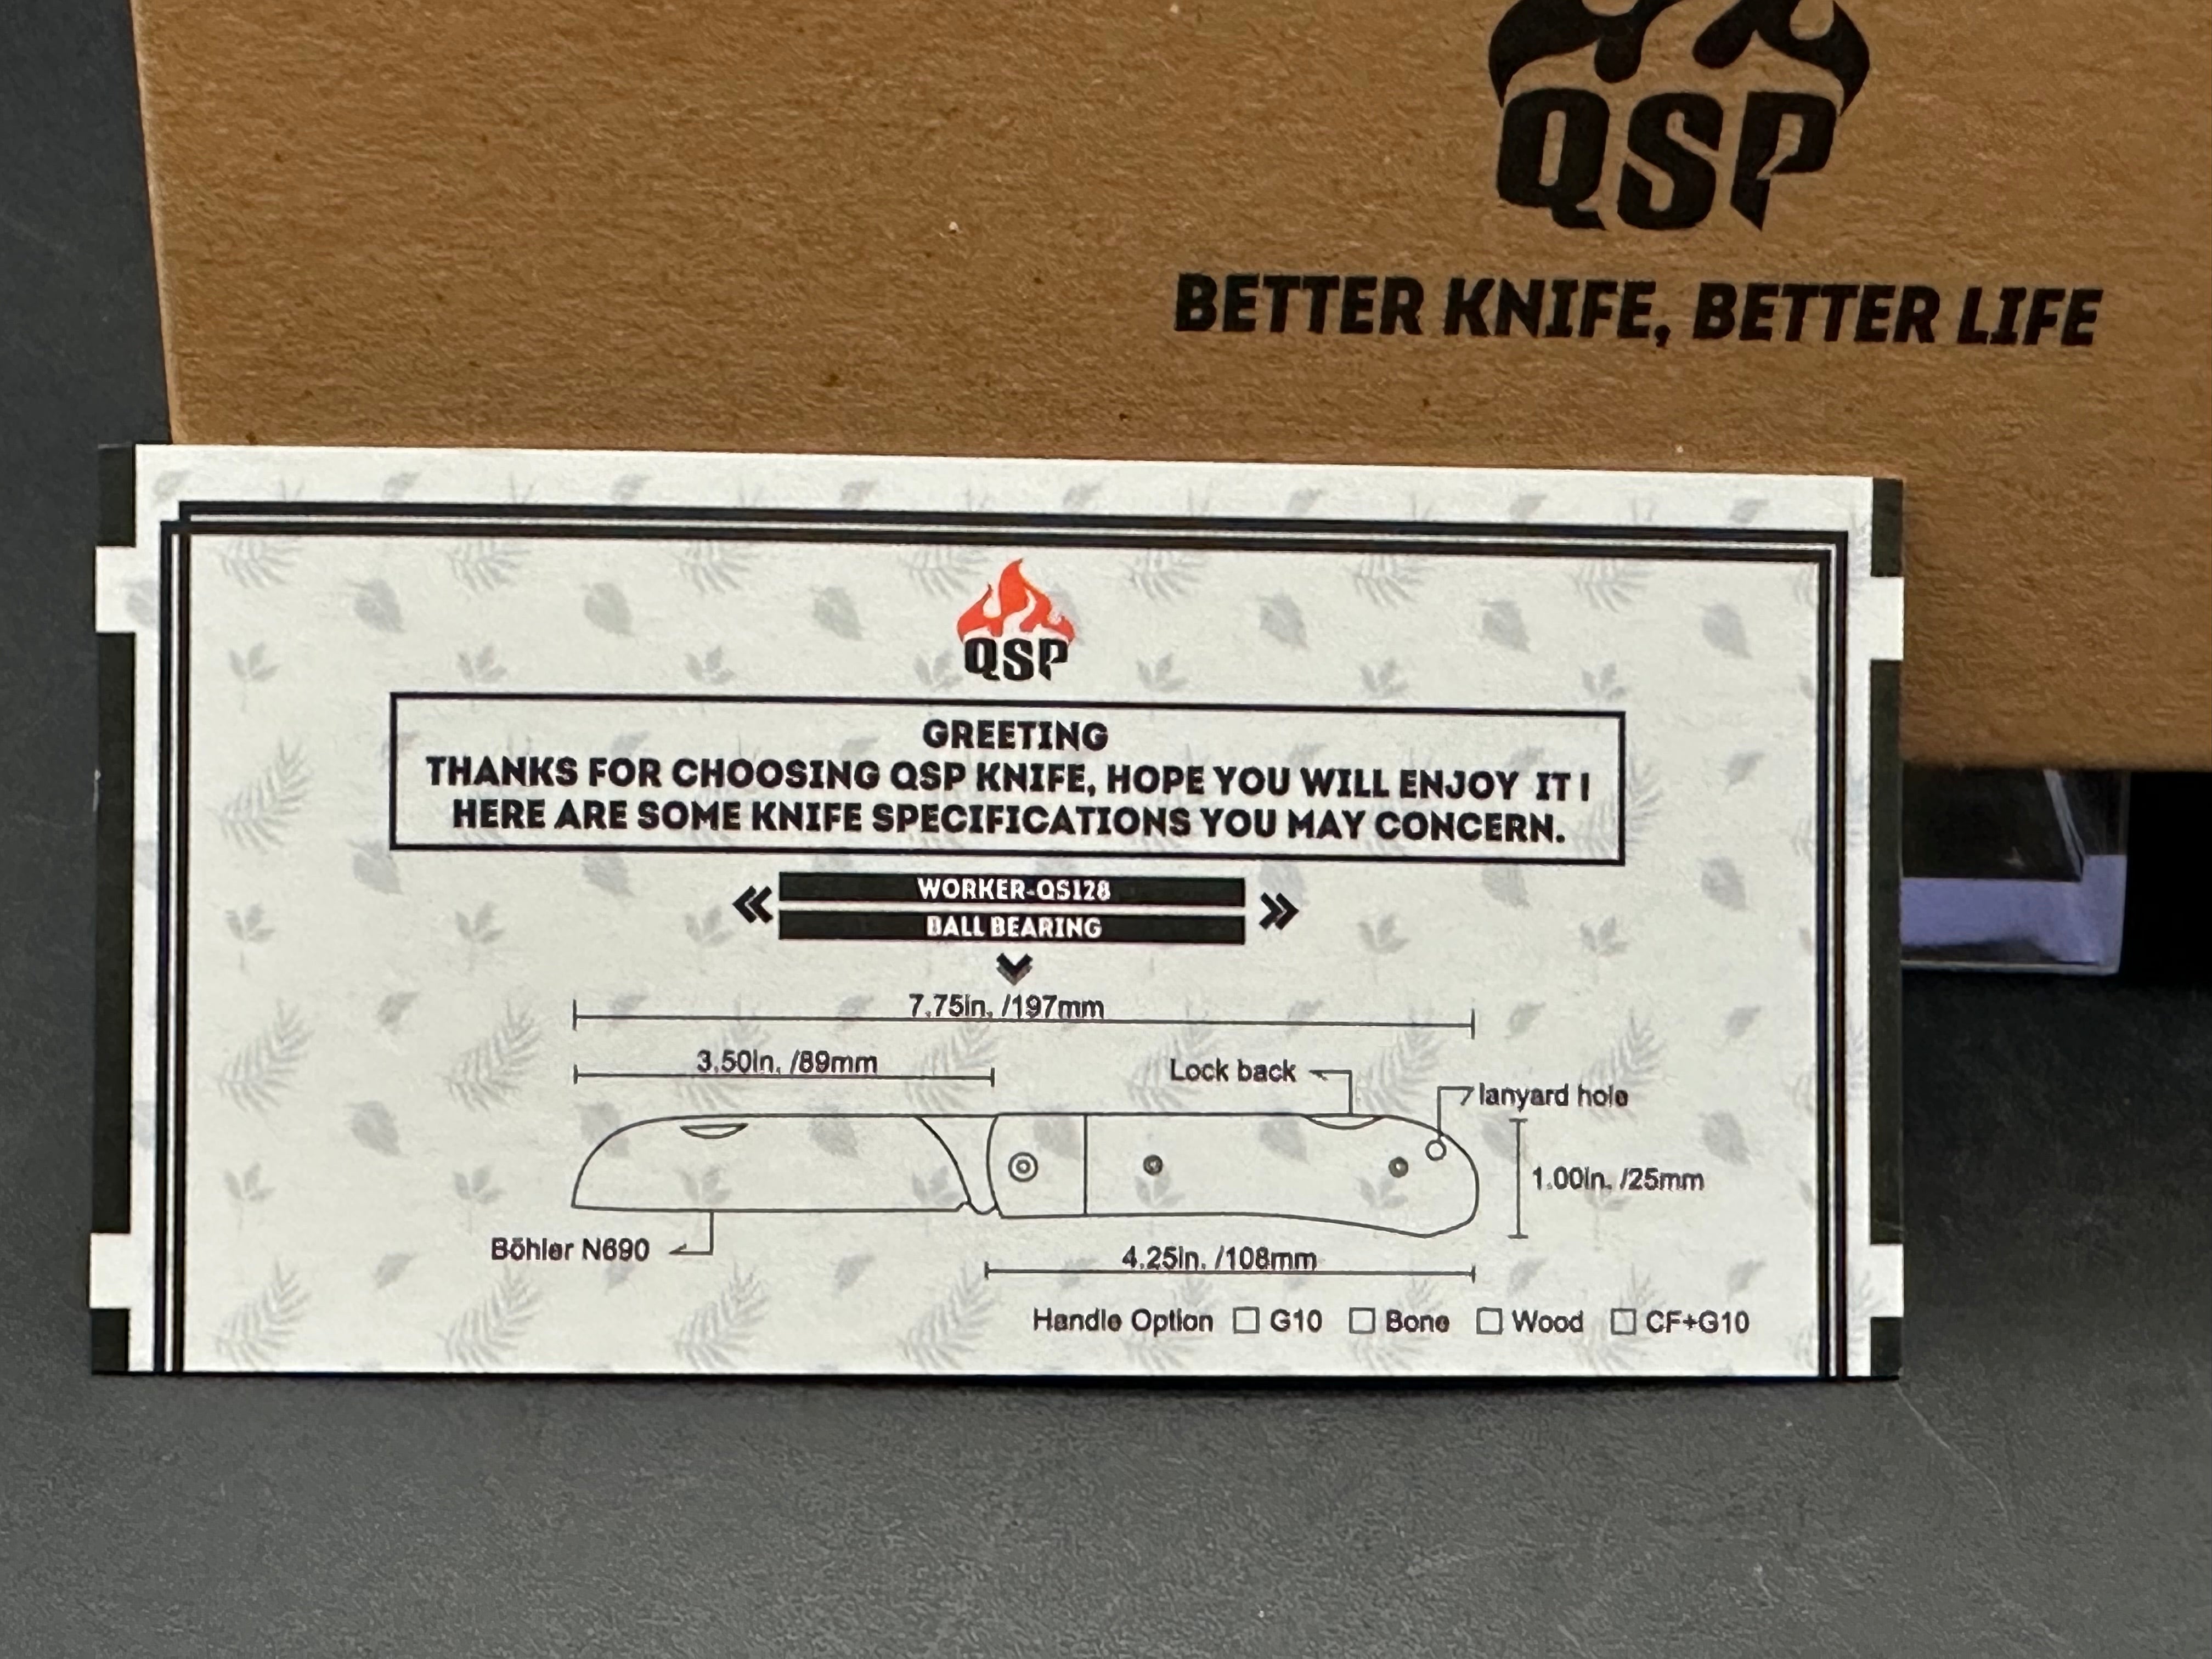 QSP
BETTER KNIFE, BETTER LIFE
QSP
GREETING
THANKS FOR CHOOSING QSP KNIFE, HOPE YOU WILL ENJOY IT !
HERE ARE SOME KNIFE SPECIFICATIONS YOU MAY CONCERN.
WORKER-QS128
BALL BEARING
7.75in. /197mm
3.50in. /89mm
Lock back
lanyard hole
1.00in. /25mm
Böhler N690
4.25in. /108mm
Handle Option □ G10 □ Bone □ Wood □ CF+G10